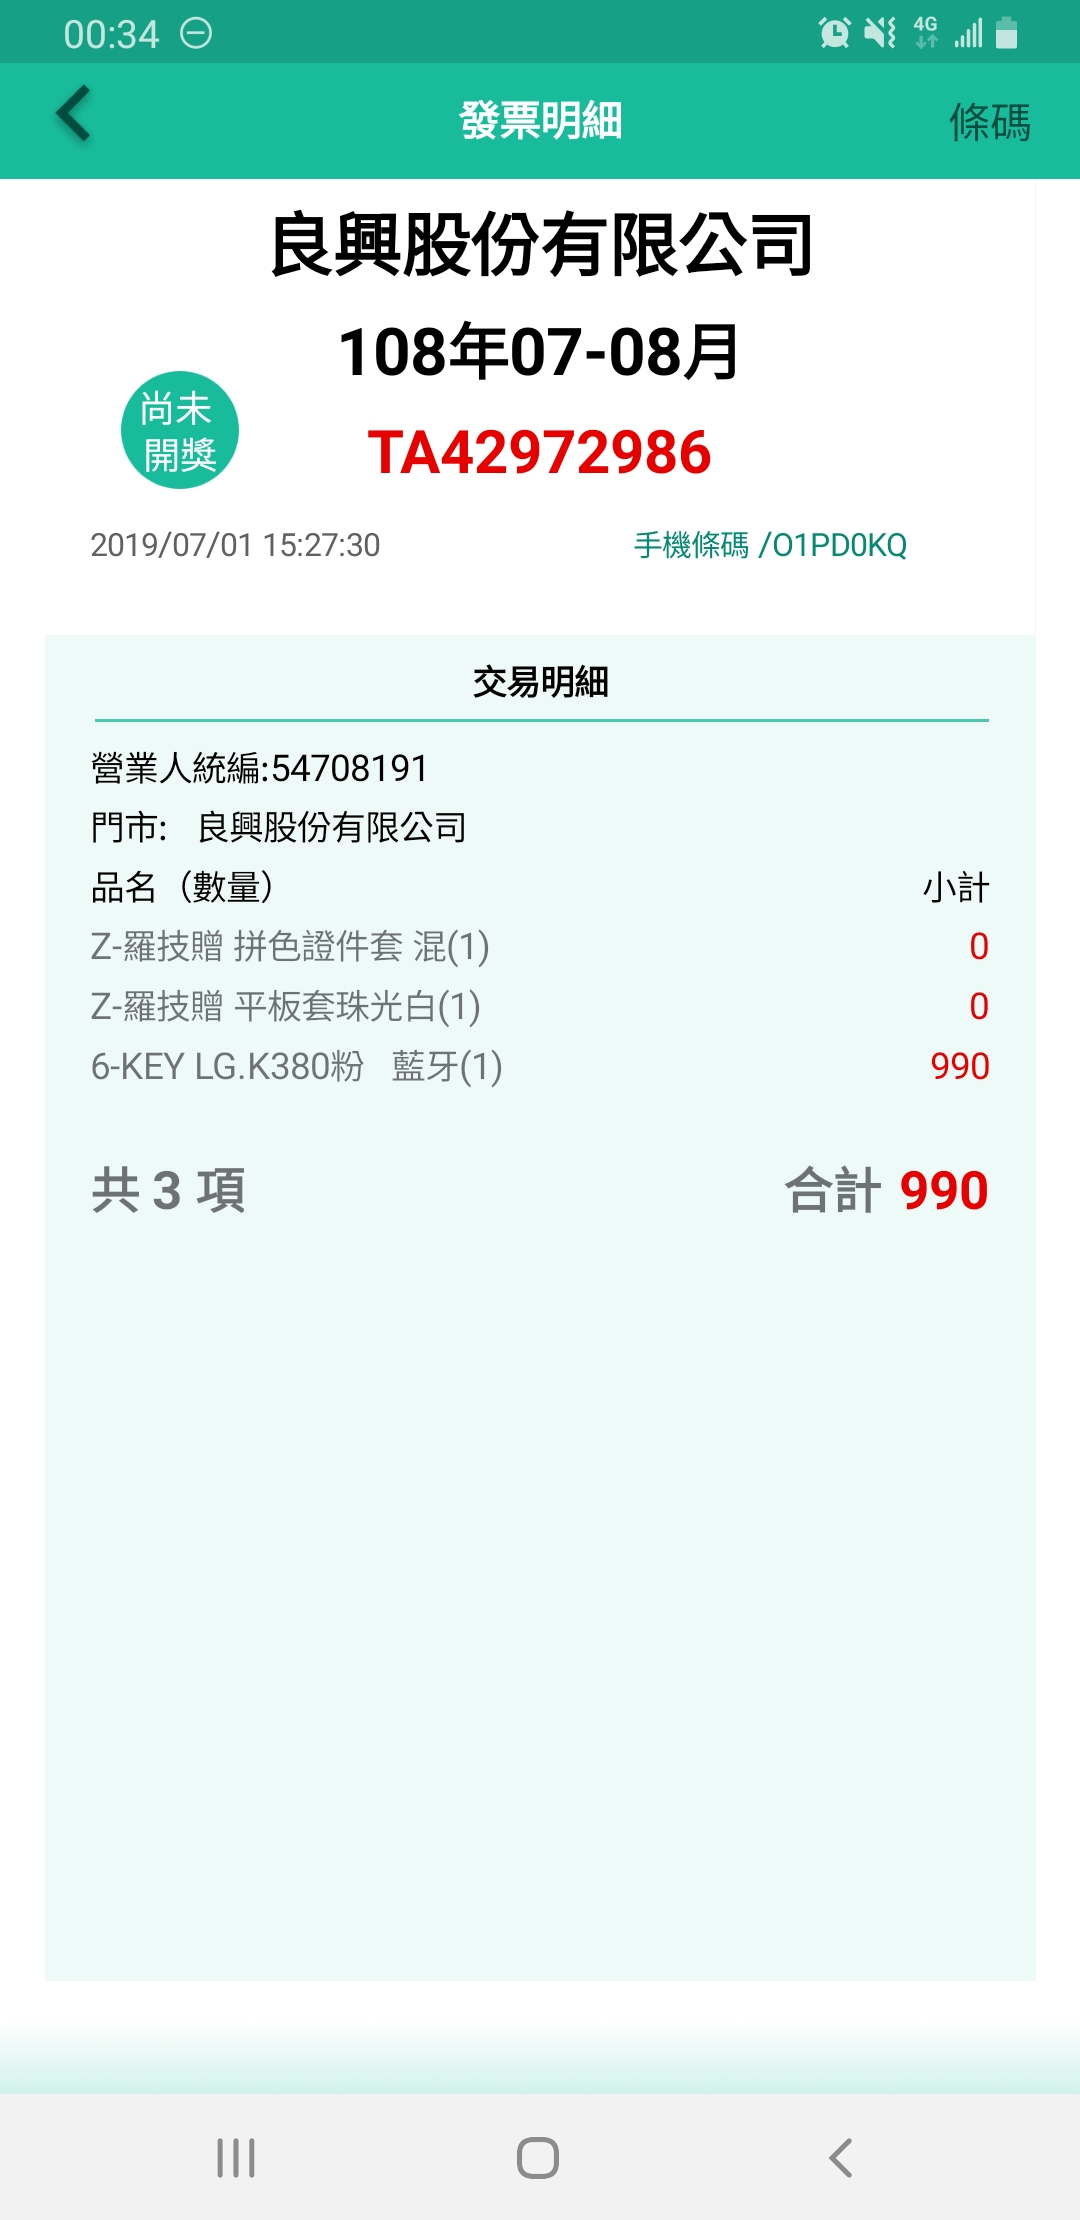 00:34
4G
發票明細
條碼
良興股份有限公司
108年07-08月
尚未
開獎
TA42972986
2019/07/01 15:27:30
手機條碼 /O1PD0KQ
交易明細
營業人統編:54708191
門市: 良興股份有限公司
品名（數量） 小計
Z-羅技贈 拼色證件套 混(1) 0
Z-羅技贈 平板套珠光白(1) 0
6-KEY LG.K380粉 藍牙(1) 990
共 3 項 合計 990